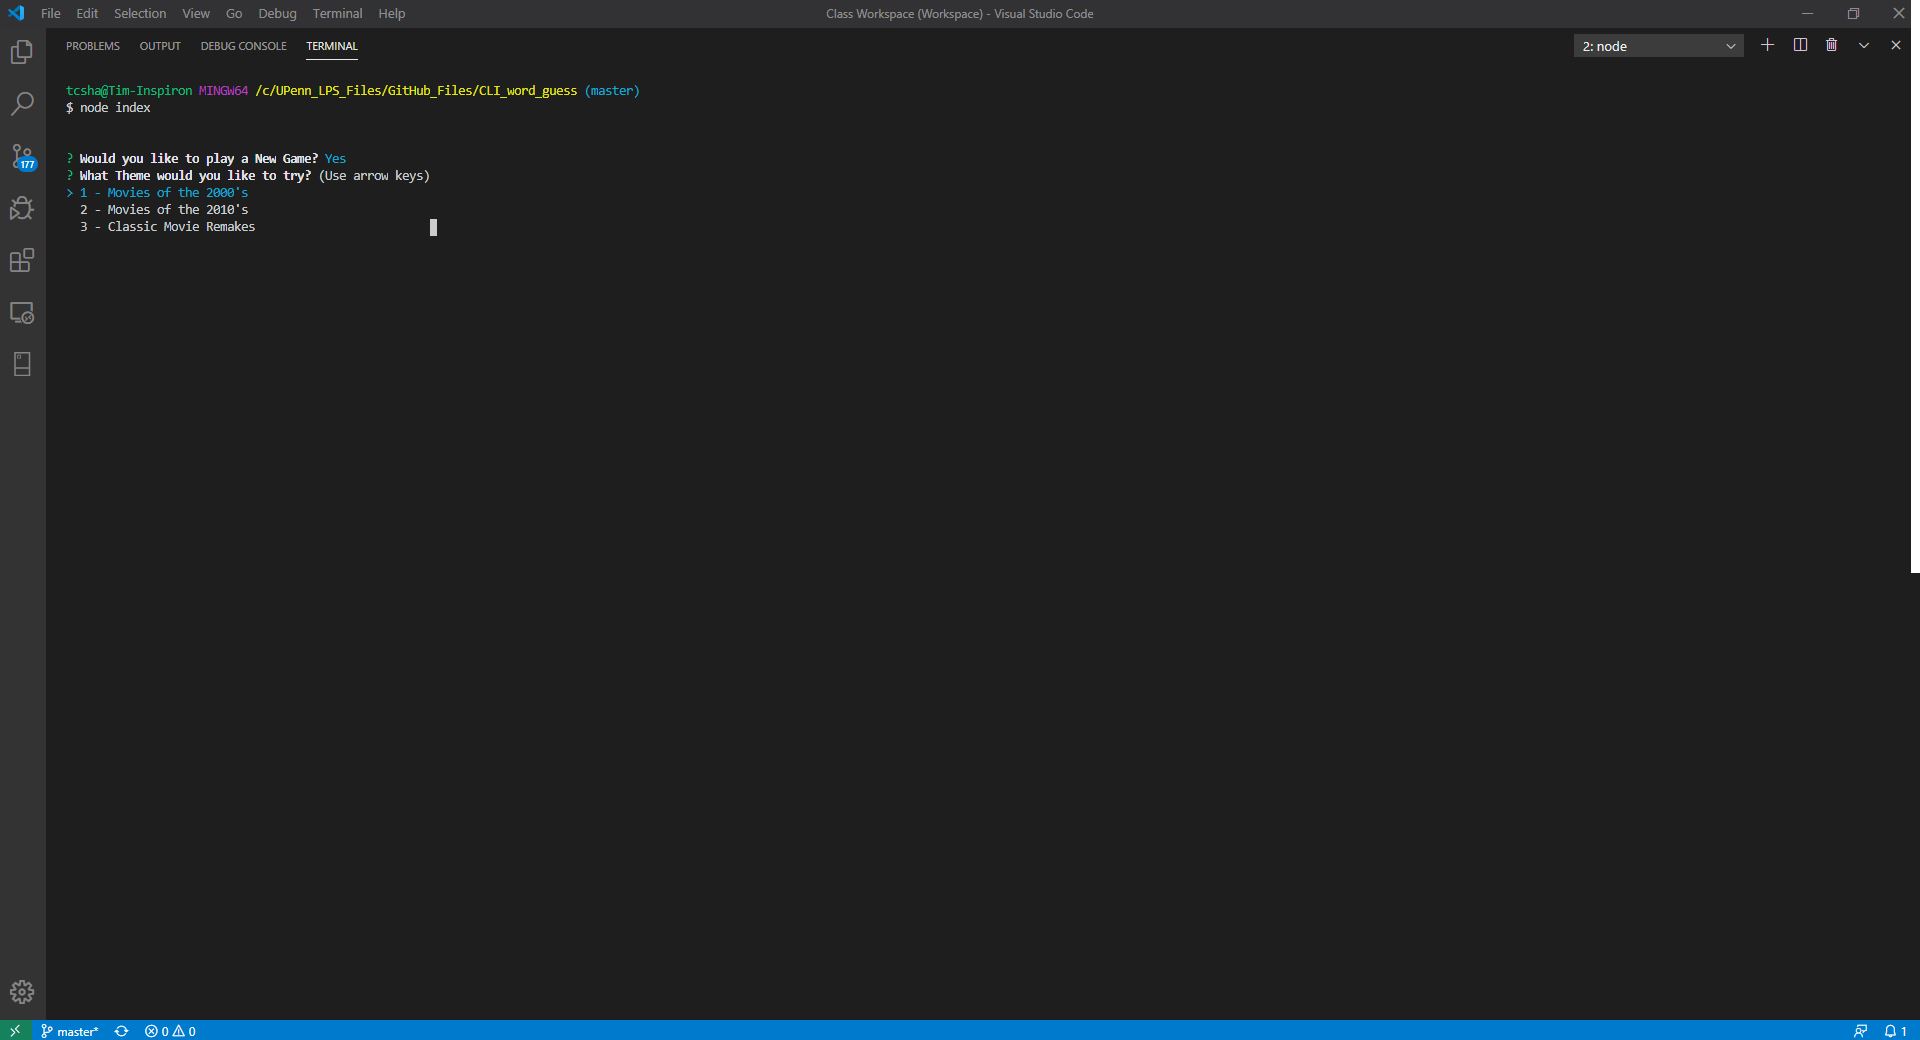 File Edit Selection View Go Debug Terminal Help Class Workspace (Workspace) - Visual Studio Code
PROBLEMS OUTPUT DEBUG CONSOLE TERMINAL 2: node
tcsha@Tim-Inspiron MINGW64 /c/UPenn_LPS_Files/GitHub_Files/CLI_word_guess (master)
$ node index
? Would you like to play a New Game? Yes
? What Theme would you like to try? (Use arrow keys)
> 1 - Movies of the 2000's
2 - Movies of the 2010's
3 - Classic Movie Remakes
177
master* 0 0 1